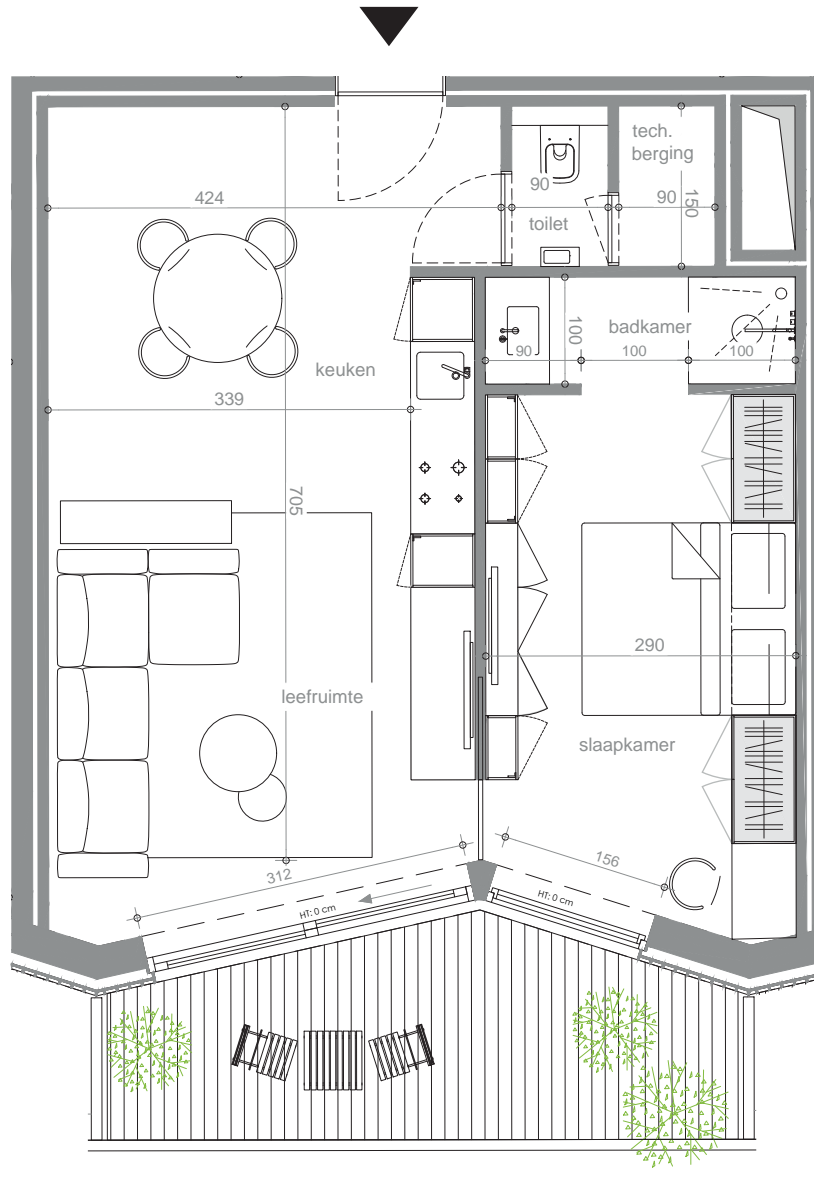 tech.
berging
90
424
90
150
toilet
100
badkamer
90
100
100
keuken
339
705
290
leefruimte
slaapkamer
156
312
HT: 0 cm
HT: 0 cm